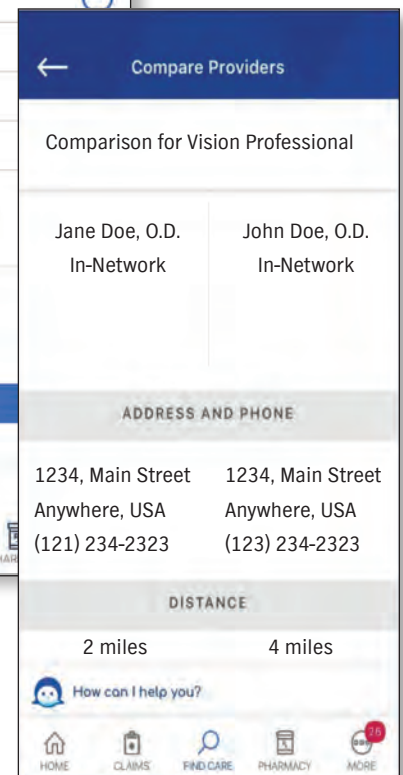 Compare Providers
Comparison for Vision Professional
Jane Doe, O.D. John Doe, O.D.
In-Network In-Network
ADDRESS AND PHONE
1234, Main Street 1234, Main Street
Anywhere, USA Anywhere, USA
(121) 234-2323 (123) 234-2323
DISTANCE
2 miles 4 miles
How can I help you?
26
HOME CLAIMS FIND CARE PHARMACY MORE